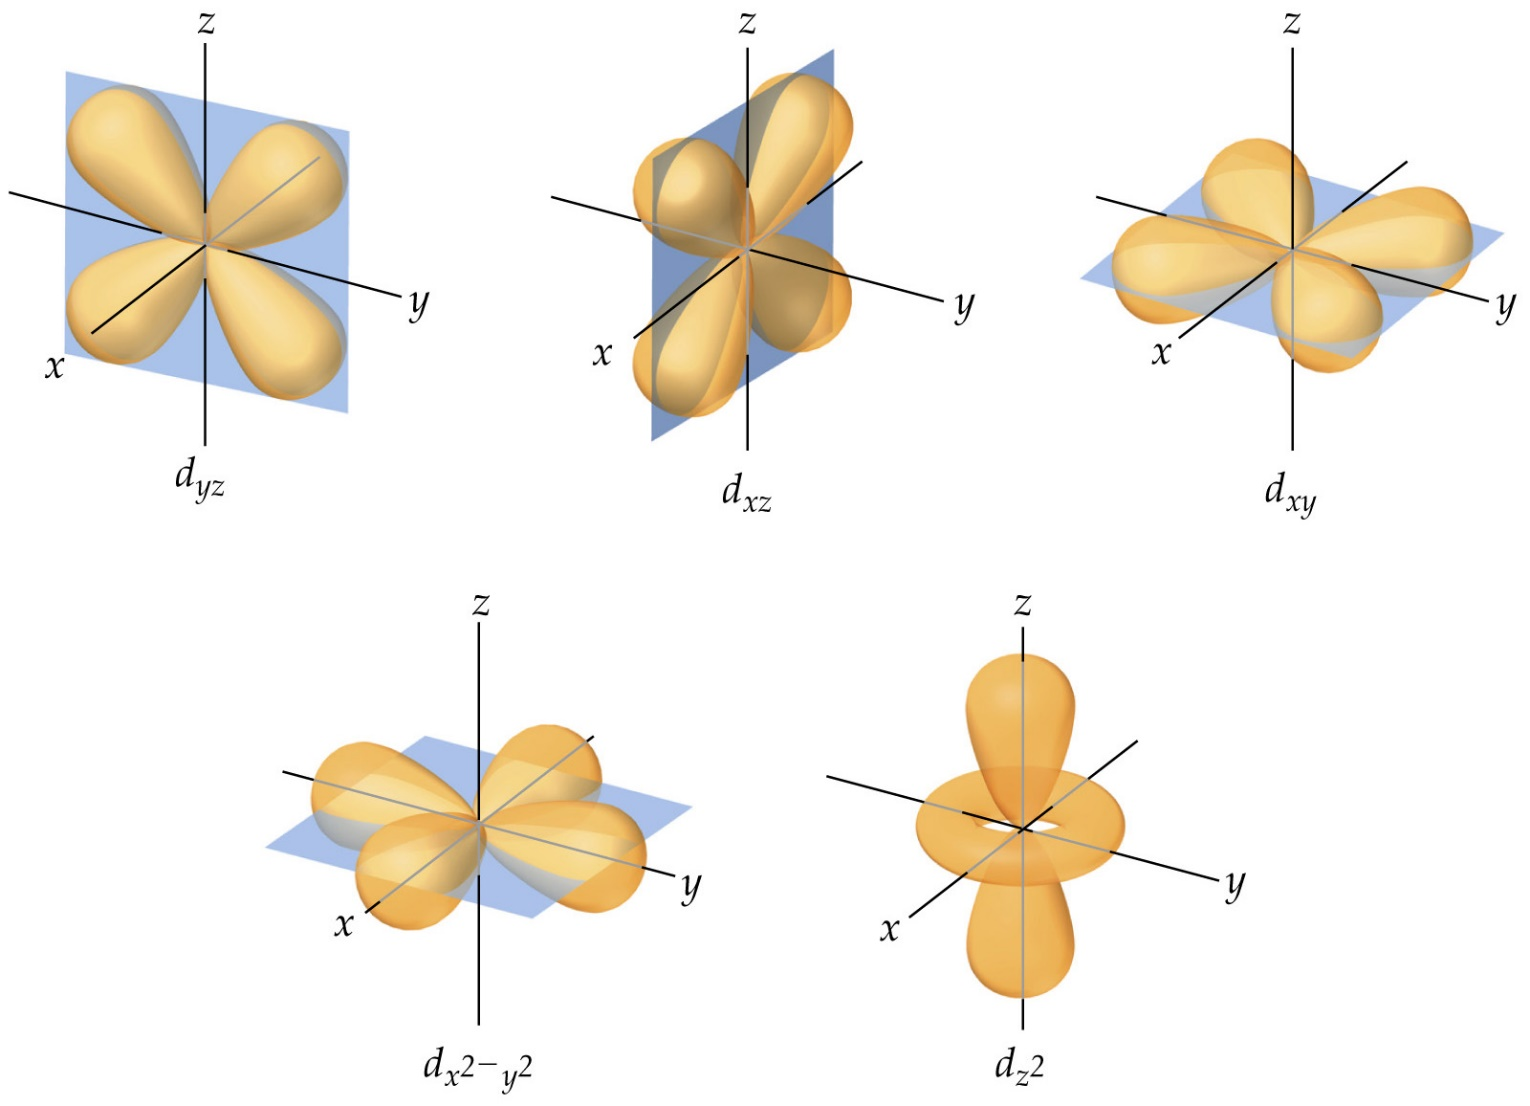 z z z
y y y
x x x
d_yz d_xz d_xy
z z
y y
x x
d_x2−y2 d_z2